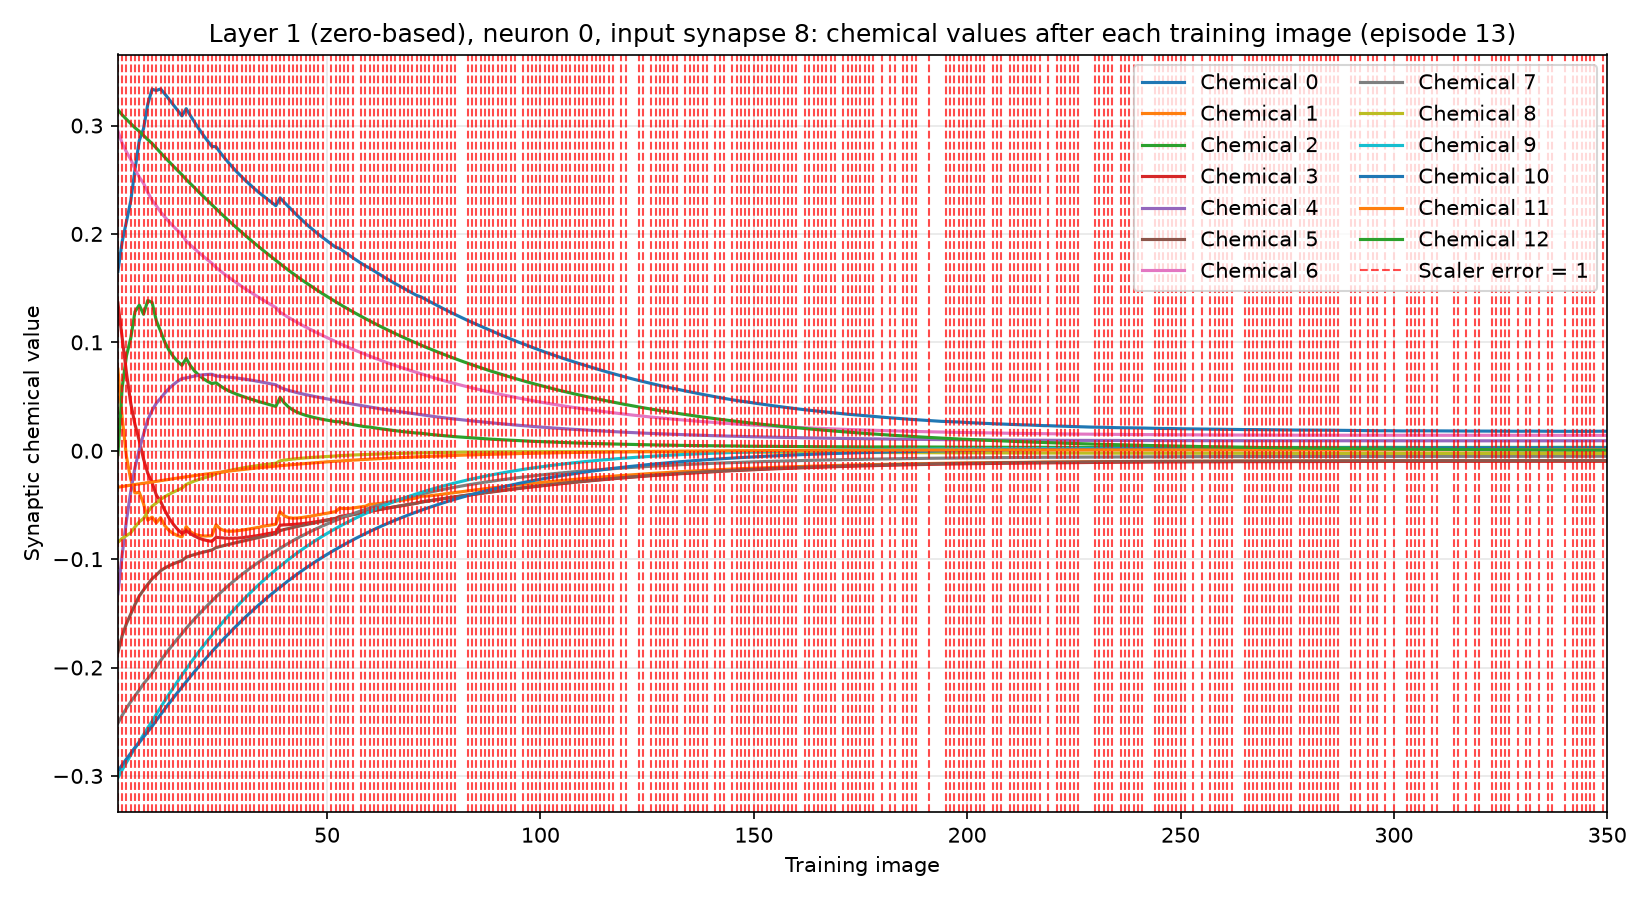 Layer 1 (zero-based), neuron 0, input synapse 8: chemical values after each training image (episode 13)
Synaptic chemical value
0.3
0.2
0.1
0.0
−0.1
−0.2
−0.3
Chemical 0
Chemical 1
Chemical 2
Chemical 3
Chemical 4
Chemical 5
Chemical 6
Chemical 7
Chemical 8
Chemical 9
Chemical 10
Chemical 11
Chemical 12
Scaler error = 1
50 100 150 200 250 300 350
Training image